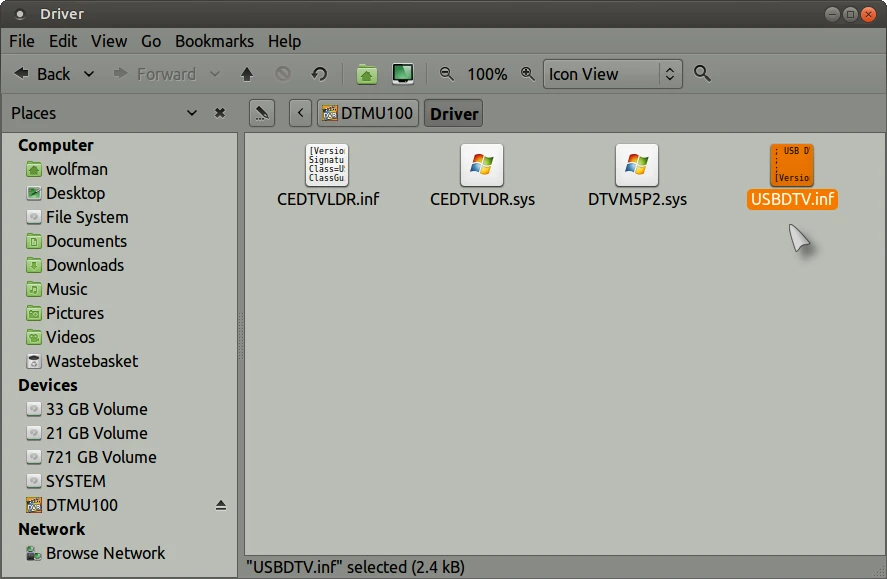 Driver
File Edit View Go Bookmarks Help
Back Forward 100% Icon View
Places
DTMU100 Driver
Computer
wolfman
Desktop
File System
Documents
Downloads
Music
Pictures
Videos
Wastebasket
Devices
33 GB Volume
21 GB Volume
721 GB Volume
SYSTEM
DTMU100
Network
Browse Network
[Version
Signatu
Class=U
ClassGu
CEDTVLDR.inf
CEDTVLDR.sys
DTVM5P2.sys
; USB D
;
;
[Versio
USBDTV.inf
"USBDTV.inf" selected (2.4 kB)